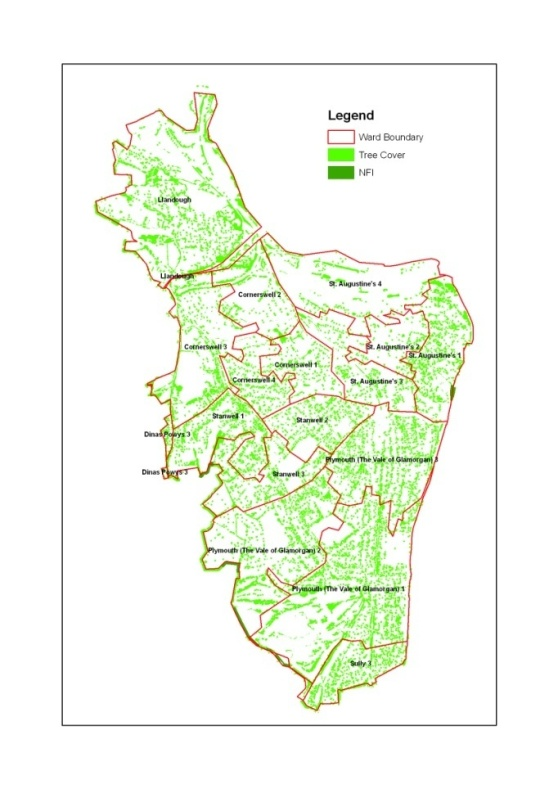 Legend
Ward Boundary
Tree Cover
NFI
Llandough
Llandough
St. Augustine's 4
Cornerswell 2
Cornerswell 3
St. Augustine's 2
St. Augustine's 1
Cornerswell 1
Cornerswell 4
St. Augustine's 3
Stanwell 1
Stanwell 2
Dinas Powys 3
Plymouth (The Vale of Glamorgan) 3
Dinas Powys 3
Stanwell 3
Plymouth (The Vale of Glamorgan) 2
Plymouth (The Vale of Glamorgan) 1
Sully 3